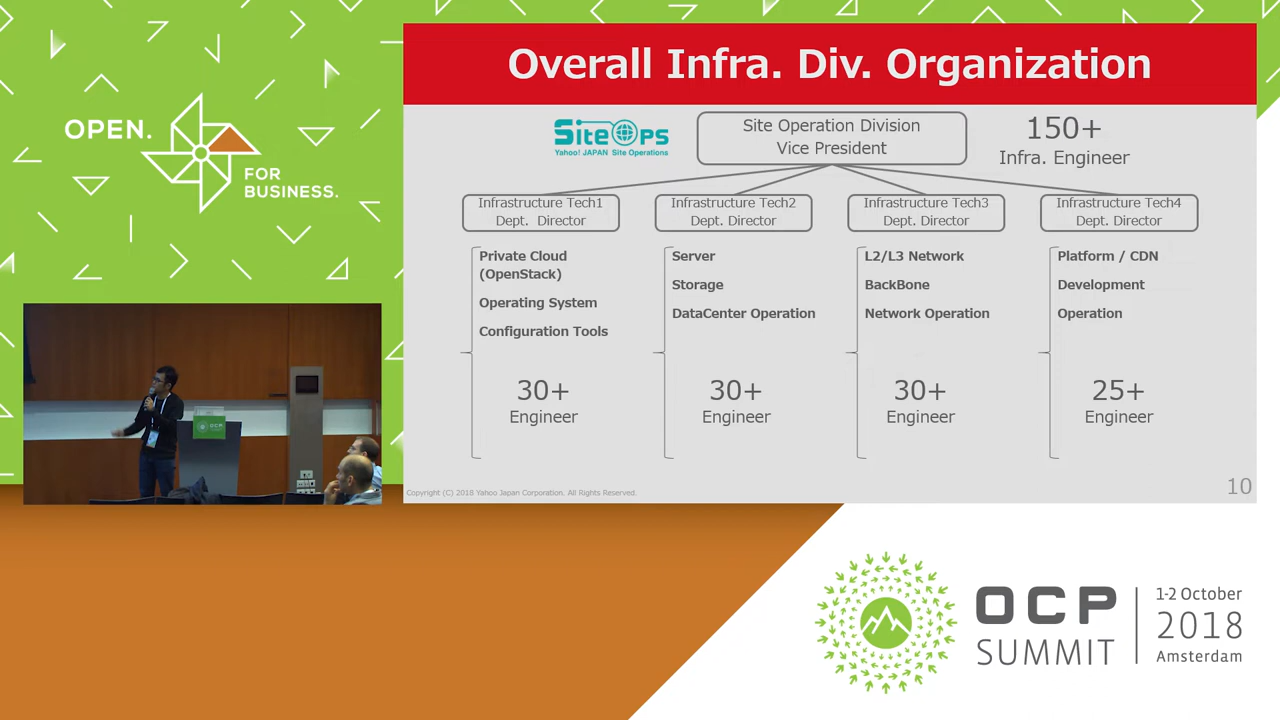 OPEN.
FOR
BUSINESS.
Overall Infra. Div. Organization
SiteOps
Yahoo! JAPAN Site Operations
Site Operation Division
Vice President
150+
Infra. Engineer
Infrastructure Tech1
Dept. Director
Infrastructure Tech2
Dept. Director
Infrastructure Tech3
Dept. Director
Infrastructure Tech4
Dept. Director
Private Cloud
(OpenStack)
Operating System
Configuration Tools
30+
Engineer
Server
Storage
DataCenter Operation
30+
Engineer
L2/L3 Network
BackBone
Network Operation
30+
Engineer
Platform / CDN
Development
Operation
25+
Engineer
Copyright (C) 2018 Yahoo Japan Corporation. All Rights Reserved.
10
OCP
OCP
SUMMIT
1-2 October
2018
Amsterdam